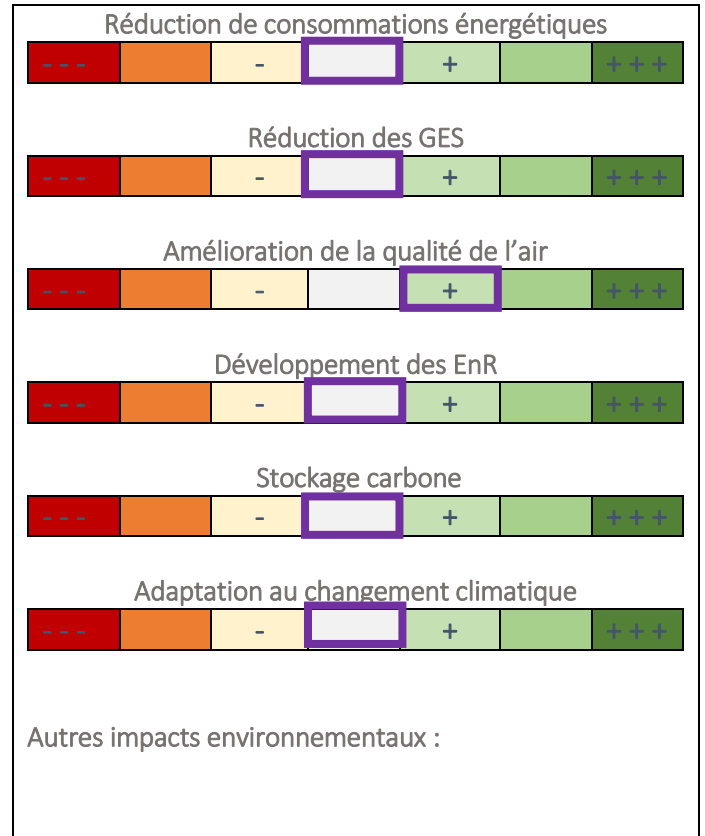 Réduction de consommations énergétiques
- - - - + + + +
Réduction des GES
- - - - + + + +
Amélioration de la qualité de l’air
- - - - + + + +
Développement des EnR
- - - - + + + +
Stockage carbone
- - - - + + + +
Adaptation au changement climatique
- - - - + + + +
Autres impacts environnementaux :